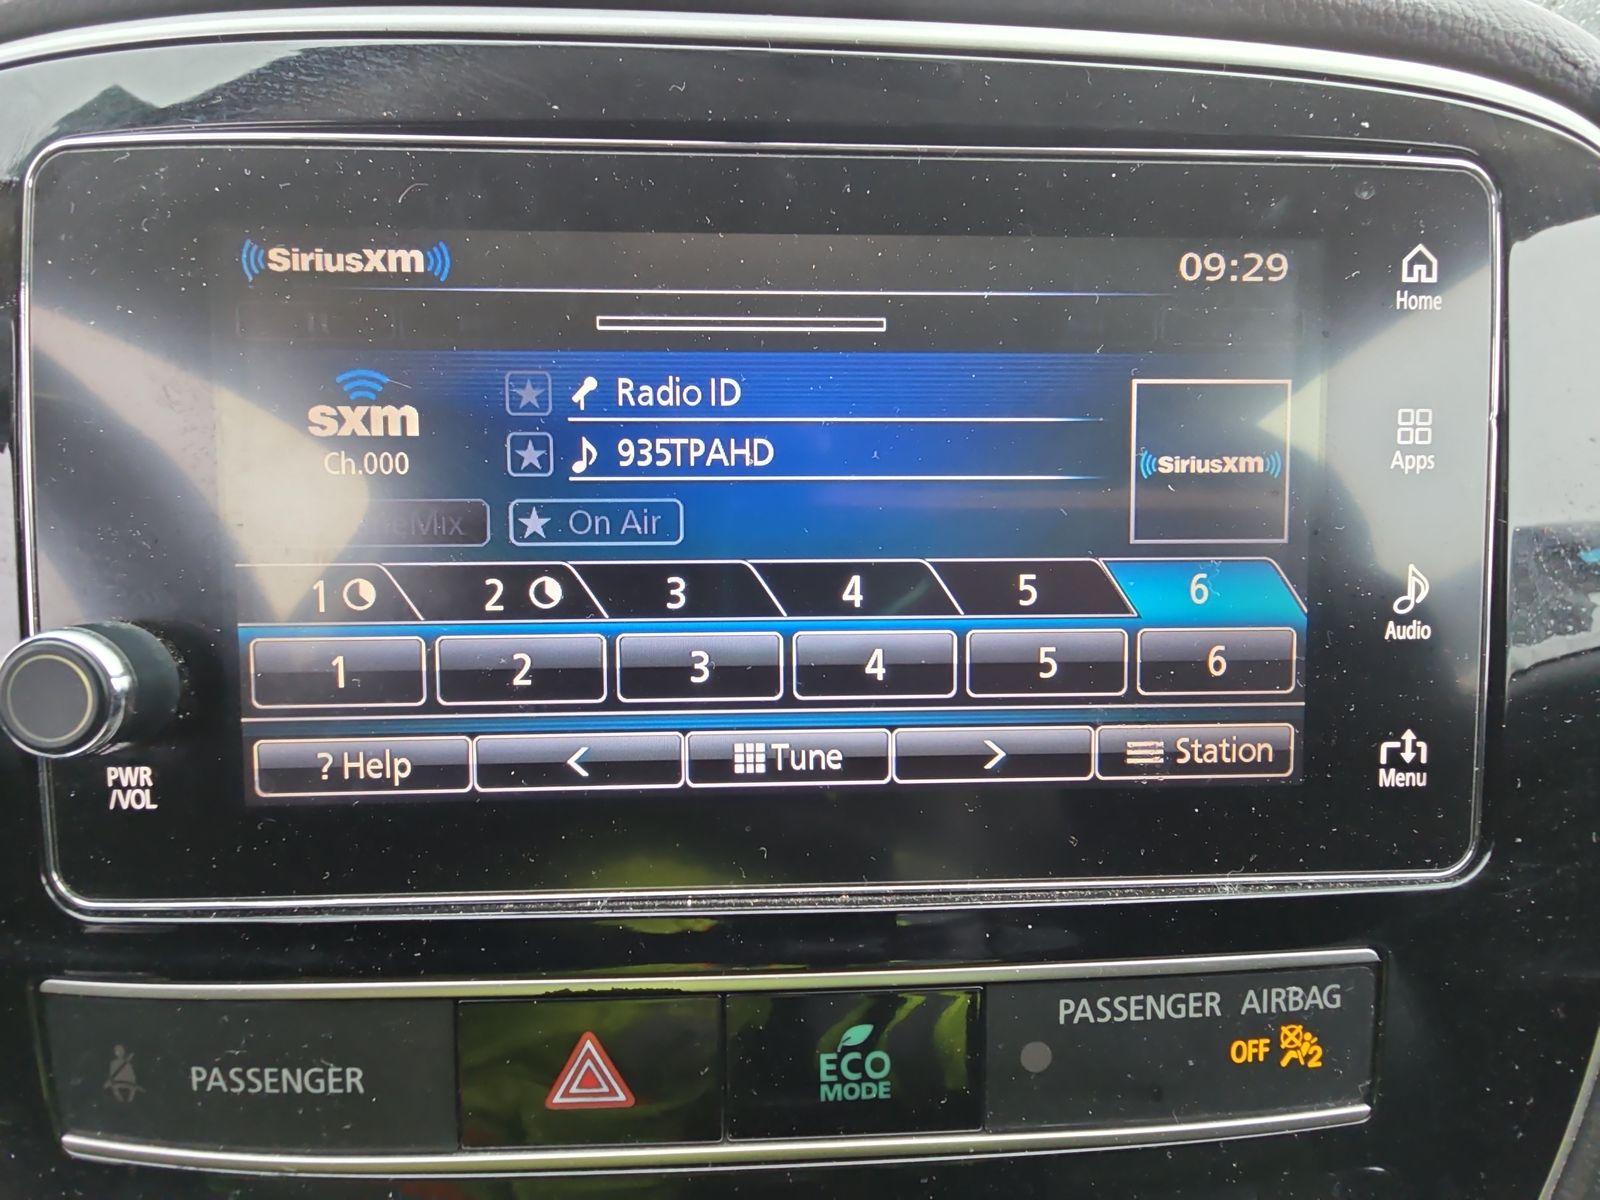 SiriusXM
09:29
Home
sxm
Ch.000
Radio ID
935TPAHD
SiriusXM
Apps
eMix
On Air
1 2 3 4 5 6
Audio
1 2 3 4 5 6
? Help < Tune > Station
Menu
PWR
/VOL
PASSENGER
ECO
MODE
PASSENGER AIRBAG
OFF 2